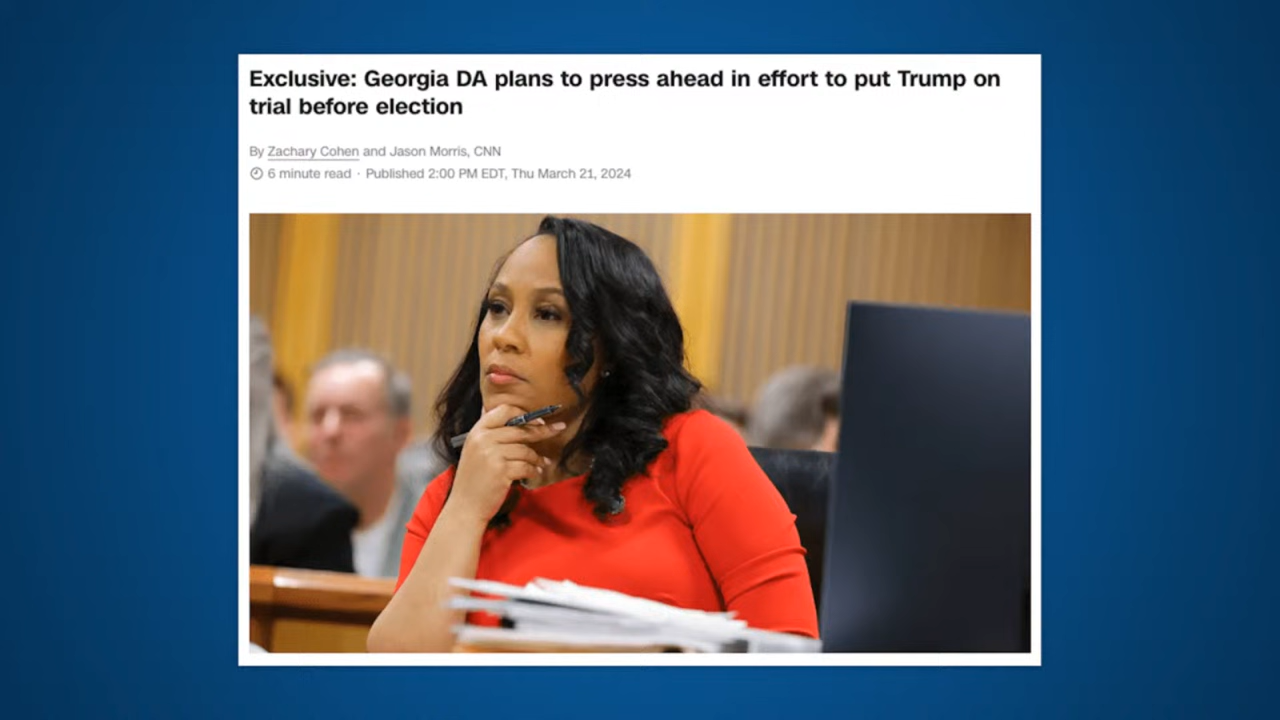 Exclusive: Georgia DA plans to press ahead in effort to put Trump on
trial before election
By Zachary Cohen and Jason Morris, CNN
6 minute read · Published 2:00 PM EDT, Thu March 21, 2024